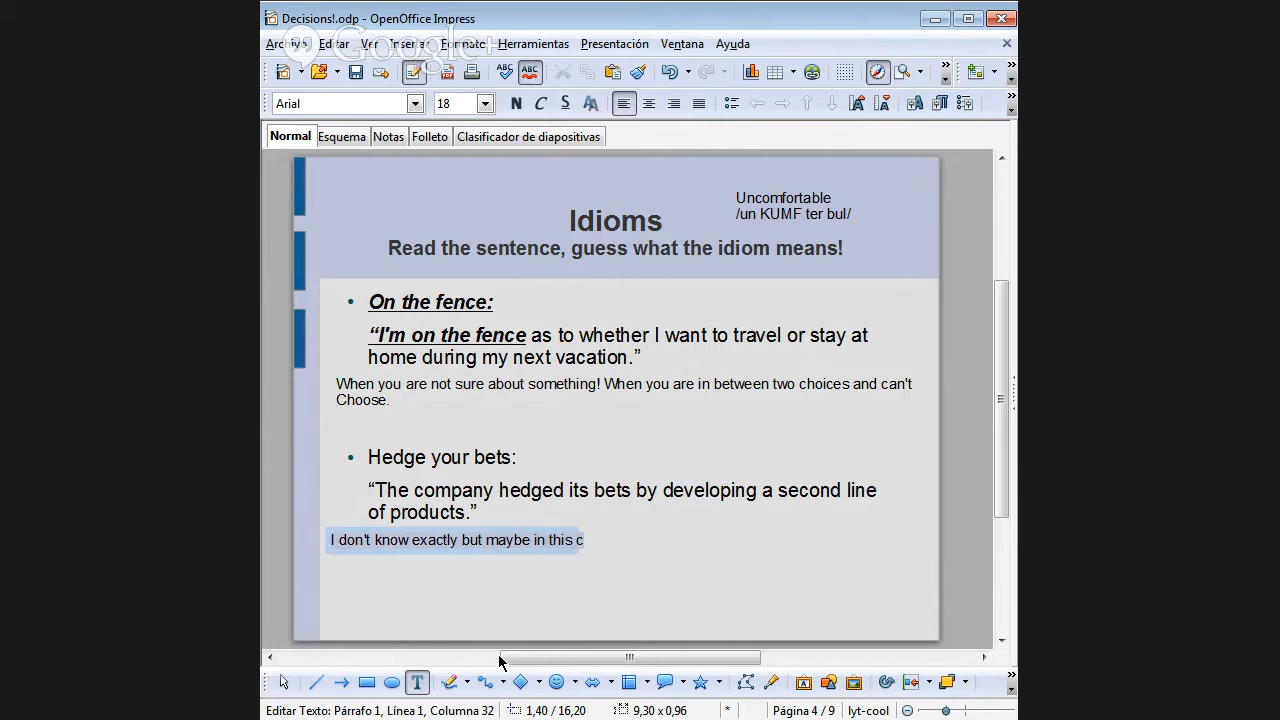 Decisions!.odp - OpenOffice Impress
Archivo Editar Ver Insertar Formato Herramientas Presentación Ventana Ayuda
Google+
Arial 18 N C S
Normal Esquema Notas Folleto Clasificador de diapositivas
Uncomfortable
/un KUMF ter bul/
Idioms
Read the sentence, guess what the idiom means!
• On the fence:
“I'm on the fence as to whether I want to travel or stay at
home during my next vacation.”
When you are not sure about something! When you are in between two choices and can't
Choose.
• Hedge your bets:
“The company hedged its bets by developing a second line
of products.”
I don't know exactly but maybe in this c
Editar Texto: Párrafo 1, Línea 1, Columna 32 1,40 / 16,20 9,30 x 0,96 * Página 4 / 9 lyt-cool